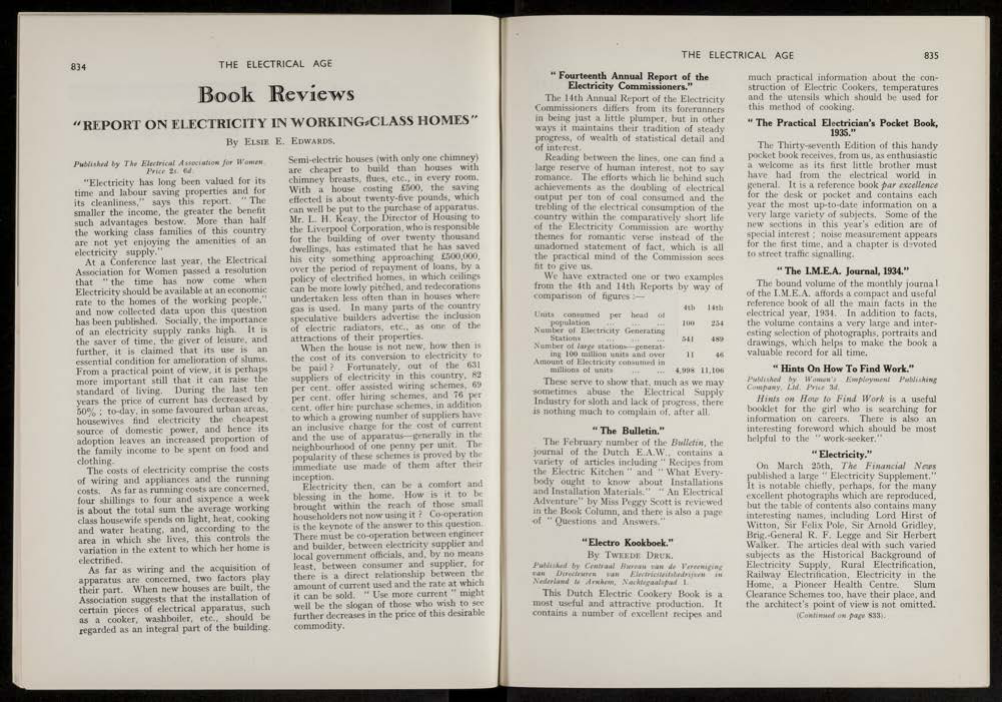 834
THE ELECTRICAL AGE
Book Reviews
"REPORT ON ELECTRICITY IN WORKING-CLASS HOMES"
By ELSIE E. EDWARDS.
Published by The Electrical Association for Women.
Price 2s. 6d.
"Electricity has long been valued for its
time and labour saving properties and for
its cleanliness," says this report. "The
smaller the income, the greater the benefit
such advantages bestow. More than half
the working class families of this country
are not yet enjoying the amenities of an
electricity supply."
At a Conference last year, the Electrical
Association for Women passed a resolution
that "the time has now come when
Electricity should be available at an economic
rate to the homes of the working people,"
and now collected data upon this question
has been published. Socially, the importance
of an electricity supply ranks high. It is
the saver of time, the giver of leisure, and
further, it is claimed that its use is an
essential condition for amelioration of slums.
From a practical point of view, it is perhaps
more important still that it can raise the
standard of living. During the last ten
years the price of current has decreased by
50% ; to-day, in some favoured urban areas,
housewives find electricity the cheapest
source of domestic power, and hence its
adoption leaves an increased proportion of
the family income to be spent on food and
clothing.
The costs of electricity comprise the costs
of wiring and appliances and the running
costs. As far as running costs are concerned,
four shillings to four and sixpence a week
is about the total sum the average working
class housewife spends on light, heat, cooking
and water heating, and, according to the
area in which she lives, this controls the
variation in the extent to which her home is
electrified.
As far as wiring and the acquisition of
apparatus are concerned, two factors play
their part. When new houses are built, the
Association suggests that the installation of
certain pieces of electrical apparatus, such
as a cooker, washboiler, etc., should be
regarded as an integral part of the building.
Semi-electric houses (with only one chimney)
are cheaper to build than houses with
chimney breasts, flues, etc., in every room.
With a house costing £500, the saving
effected is about twenty-five pounds, which
can well be put to the purchase of apparatus.
Mr. L. H. Keay, the Director of Housing to
the Liverpool Corporation, who is responsible
for the building of over twenty thousand
dwellings, has estimated that he has saved
his city something approaching £500,000,
over the period of repayment of loans, by a
policy of electrified homes, in which ceilings
can be more lowly pitched, and redecorations
undertaken less often than in houses where
gas is used. In many parts of the country
speculative builders advertise the inclusion
of electric radiators, etc., as one of the
attractions of their properties.
When the house is not new, how then is
the cost of its conversion to electricity to
be paid? Fortunately, out of the 631
suppliers of electricity in this country, 82
per cent. offer assisted wiring schemes, 69
per cent. offer hiring schemes, and 76 per
cent. offer hire purchase schemes, in addition
to which a growing number of suppliers have
an inclusive charge for the cost of current
and the use of apparatus—generally in the
neighbourhood of one penny per unit. The
popularity of these schemes is proved by the
immediate use made of them after their
inception.
Electricity then, can be a comfort and
blessing in the home. How is it to be
brought within the reach of those small
householders not now using it? Co-operation
is the keynote of the answer to this question.
There must be co-operation between engineer
and builder, between electricity supplier and
local government officials, and, by no means
least, between consumer and supplier, for
there is a direct relationship between the
amount of current used and the rate at which
it can be sold. "Use more current" might
well be the slogan of those who wish to see
further decreases in the price of this desirable
commodity.
THE ELECTRICAL AGE
835
"Fourteenth Annual Report of the
Electricity Commissioners."
The 14th Annual Report of the Electricity
Commissioners differs from its forerunners
in being just a little plumper, but in other
ways it maintains their tradition of steady
progress, of wealth of statistical detail and
of interest.
Reading between the lines, one can find a
large reserve of human interest, not to say
romance. The efforts which lie behind such
achievements as the doubling of electrical
output per ton of coal consumed and the
trebling of the electrical consumption of the
country within the comparatively short life
of the Electricity Commission are worthy
themes for romantic verse instead of the
unadorned statement of fact, which is all
the practical mind of the Commission sees
fit to give us.
We have extracted one or two examples
from the 4th and 14th Reports by way of
comparison of figures :—
4th 14th
Units consumed per head of
population ... ... ... 100 254
Number of Electricity Generating
Stations ... ... ... 541 489
Number of large stations—generat-
ing 100 million units and over 11 46
Amount of Electricity consumed in
millions of units ... ... 4,998 11,106
These serve to show that, much as we may
sometimes abuse the Electrical Supply
Industry for sloth and lack of progress, there
is nothing much to complain of, after all.
"The Bulletin."
The February number of the Bulletin, the
journal of the Dutch E.A.W., contains a
variety of articles including "Recipes from
the Electric Kitchen" and "What Every-
body ought to know about Installations
and Installation Materials." "An Electrical
Adventure" by Miss Peggy Scott is reviewed
in the Book Column, and there is also a page
of "Questions and Answers."
"Electro Kookboek."
By TWEEDE DRUK.
Published by Centraal Bureau van de Vereeniging
van Directeuren van Electriciteitsbedrijven in
Nederland te Arnhem, Nachtegaalspad 1.
This Dutch Electric Cookery Book is a
most useful and attractive production. It
contains a number of excellent recipes and
much practical information about the con-
struction of Electric Cookers, temperatures
and the utensils which should be used for
this method of cooking.
"The Practical Electrician's Pocket Book,
1935."
The Thirty-seventh Edition of this handy
pocket book receives, from us, as enthusiastic
a welcome as its first little brother must
have had from the electrical world in
general. It is a reference book par excellence
for the desk or pocket and contains each
year the most up-to-date information on a
very large variety of subjects. Some of the
new sections in this year's edition are of
special interest ; noise measurement appears
for the first time, and a chapter is devoted
to street traffic signalling.
"The I.M.E.A. Journal, 1934."
The bound volume of the monthly journal
of the I.M.E.A. affords a compact and useful
reference book of all the main facts in the
electrical year, 1934. In addition to facts,
the volume contains a very large and inter-
esting selection of photographs, portraits and
drawings, which helps to make the book a
valuable record for all time.
"Hints On How To Find Work."
Published by Women's Employment Publishing
Company, Ltd. Price 3d.
Hints on How to Find Work is a useful
booklet for the girl who is searching for
information on careers. There is also an
interesting foreword which should be most
helpful to the "work-seeker."
"Electricity."
On March 25th, The Financial News
published a large "Electricity Supplement."
It is notable chiefly, perhaps, for the many
excellent photographs which are reproduced,
but the table of contents also contains many
interesting names, including Lord Hirst of
Witton, Sir Felix Pole, Sir Arnold Gridley,
Brig.-General R. F. Legge and Sir Herbert
Walker. The articles deal with such varied
subjects as the Historical Background of
Electricity Supply, Rural Electrification,
Railway Electrification, Electricity in the
Home, a Pioneer Health Centre. Slum
Clearance Schemes too, have their place, and
the architect's point of view is not omitted.
(Continued on page 833).